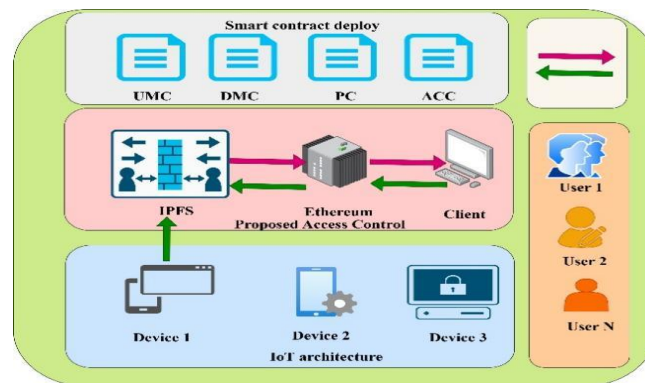 Smart contract deploy
UMC
DMC
PC
ACC
IPFS
Ethereum
Client
Proposed Access Control
Device 1
Device 2
Device 3
IoT architecture
User 1
User 2
User N